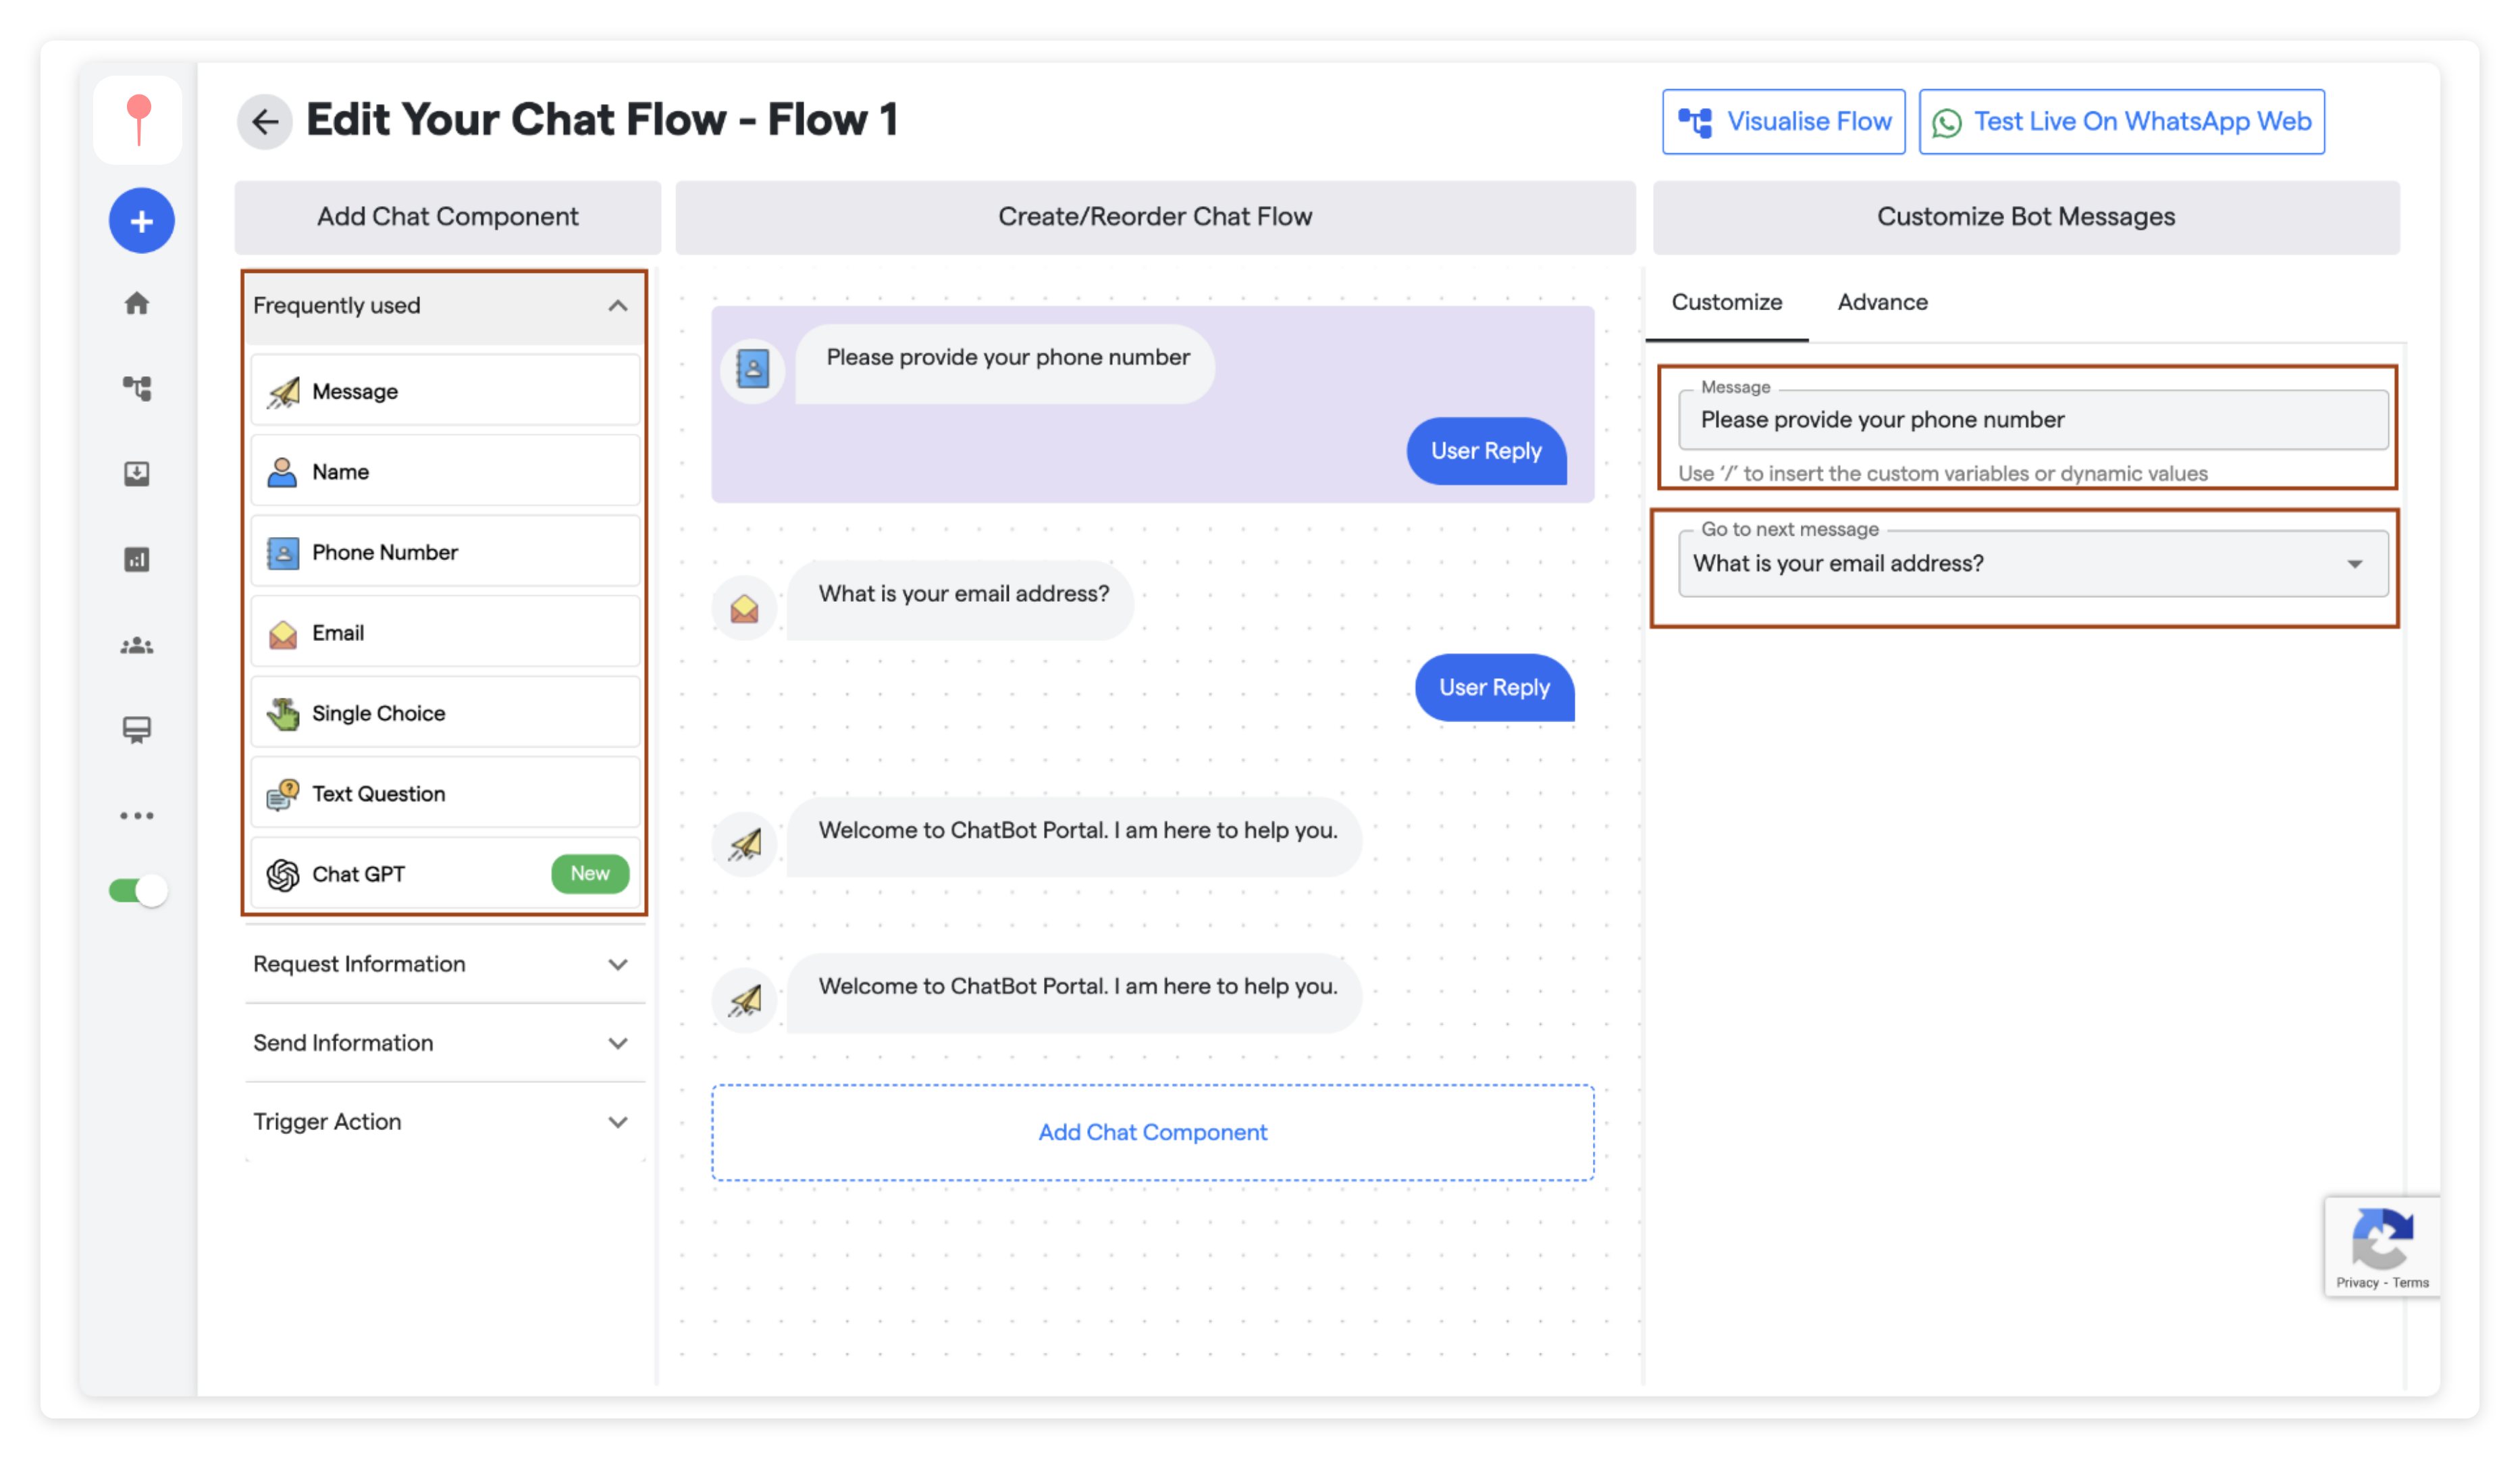 Edit Your Chat Flow - Flow 1
Visualise Flow
Test Live On WhatsApp Web
Add Chat Component
Create/Reorder Chat Flow
Customize Bot Messages
Frequently used
Message
Name
Phone Number
Email
Single Choice
Text Question
Chat GPT
New
Request Information
Send Information
Trigger Action
Please provide your phone number
User Reply
What is your email address?
User Reply
Welcome to ChatBot Portal. I am here to help you.
Welcome to ChatBot Portal. I am here to help you.
Add Chat Component
Customize
Advance
Message
Please provide your phone number
Use '/' to insert the custom variables or dynamic values
Go to next message
What is your email address?
Privacy - Terms